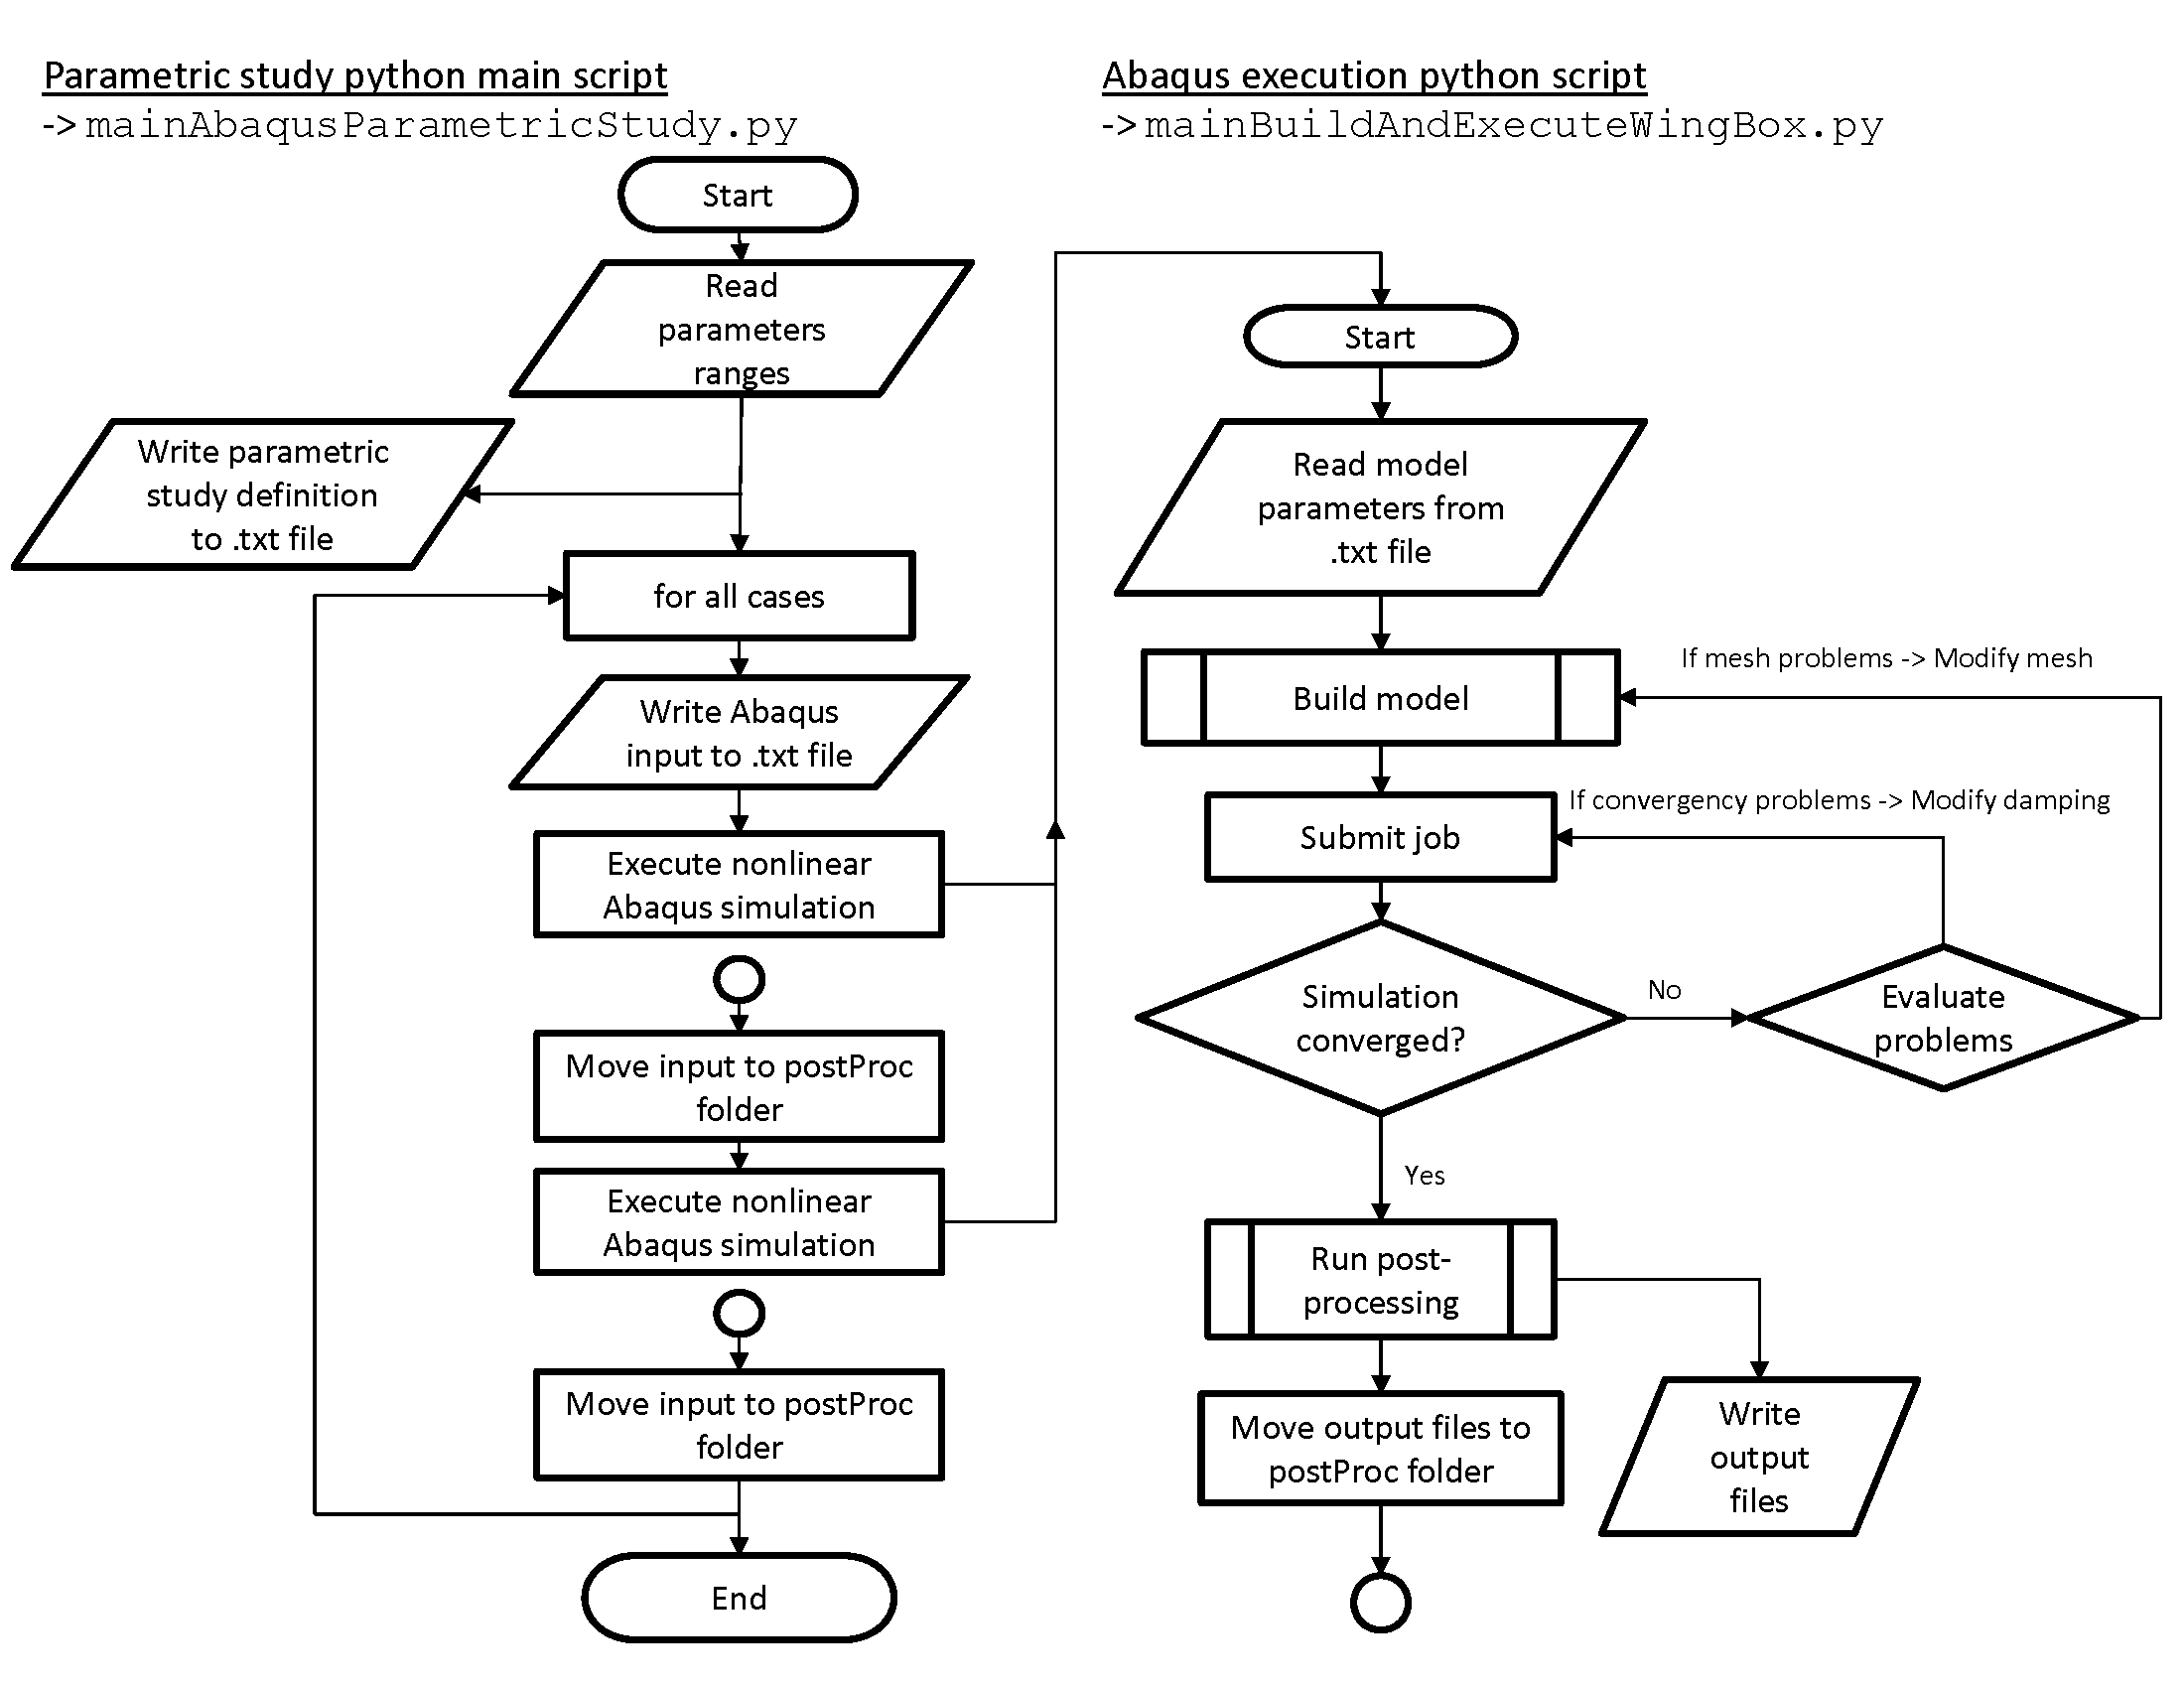 Parametric study python main script
-> mainAbaqusParametricStudy.py
Start
Read
parameters
ranges
Write parametric
study definition
to .txt file
for all cases
Write Abaqus
input to .txt file
Execute nonlinear
Abaqus simulation
Move input to postProc
folder
Execute nonlinear
Abaqus simulation
Move input to postProc
folder
End
Abaqus execution python script
-> mainBuildAndExecuteWingBox.py
Start
Read model
parameters from
.txt file
If mesh problems -> Modify mesh
Build model
If convergency problems -> Modify damping
Submit job
Simulation
converged?
No
Evaluate
problems
Yes
Run post-
processing
Move output files to
postProc folder
Write
output
files